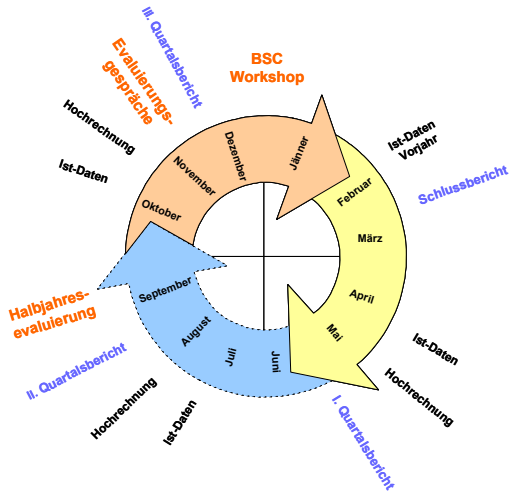 BSC
Workshop
III. Quartalsbericht
Evaluierungs-
gespräche
Hochrechnung
Ist-Daten
Ist-Daten
Vorjahr
Schlussbericht
Jänner
Februar
März
April
Mai
Juni
Juli
August
September
Oktober
November
Dezember
Ist-Daten
Hochrechnung
I. Quartalsbericht
Ist-Daten
Hochrechnung
II. Quartalsbericht
Halbjahres-
evaluierung